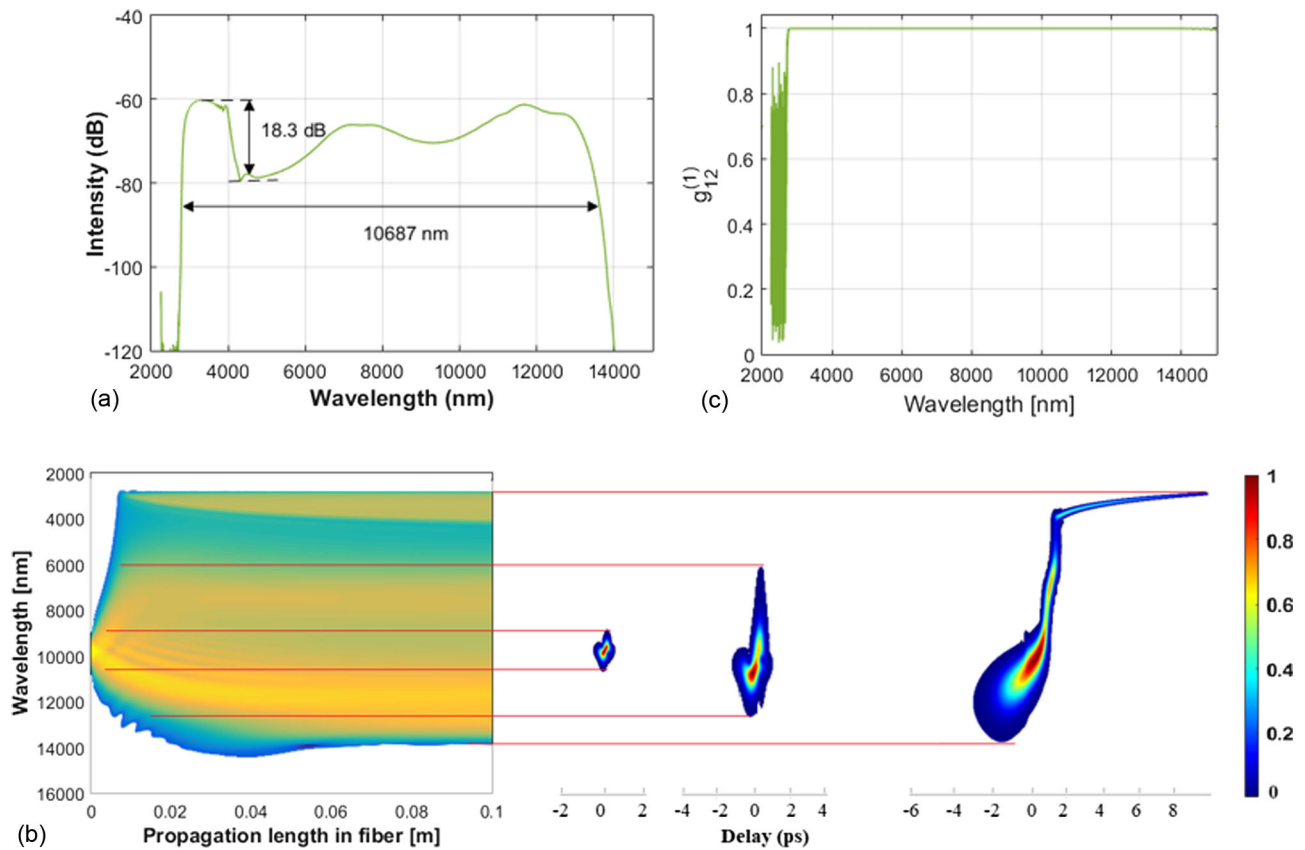 -40
-60
-80
-100
-120
Intensity (dB)
18.3 dB
10687 nm
2000 4000 6000 8000 10000 12000 14000
Wavelength (nm)
(a)
1
0.8
0.6
0.4
0.2
0
g₁₂⁽¹⁾
2000 4000 6000 8000 10000 12000 14000
Wavelength [nm]
(c)
2000
4000
6000
8000
10000
12000
14000
16000
Wavelength [nm]
0 0.02 0.04 0.06 0.08 0.1
Propagation length in fiber [m]
(b)
-2 0 2
-4 -2 0 2 4
-6 -4 -2 0 2 4 8
Delay (ps)
1
0.8
0.6
0.4
0.2
0